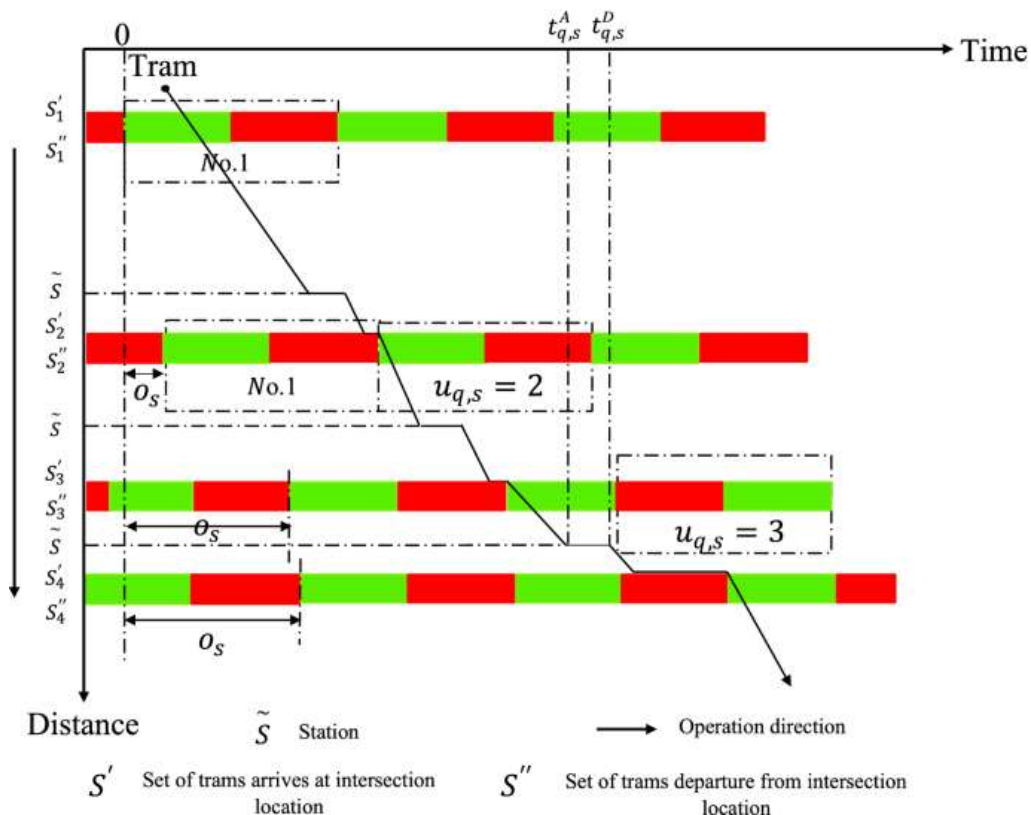 0
t^A_{q,s} t^D_{q,s}
Time
Tram
S'_1
S''_1
No.1
S̃
S'_2
S''_2
o_s
No.1
u_{q,s} = 2
S̃
S'_3
S''_3
o_s
S̃
u_{q,s} = 3
S'_4
S''_4
o_s
Distance
S̃ Station
Operation direction
S' Set of trams arrives at intersection
location
S'' Set of trams departure from intersection
location